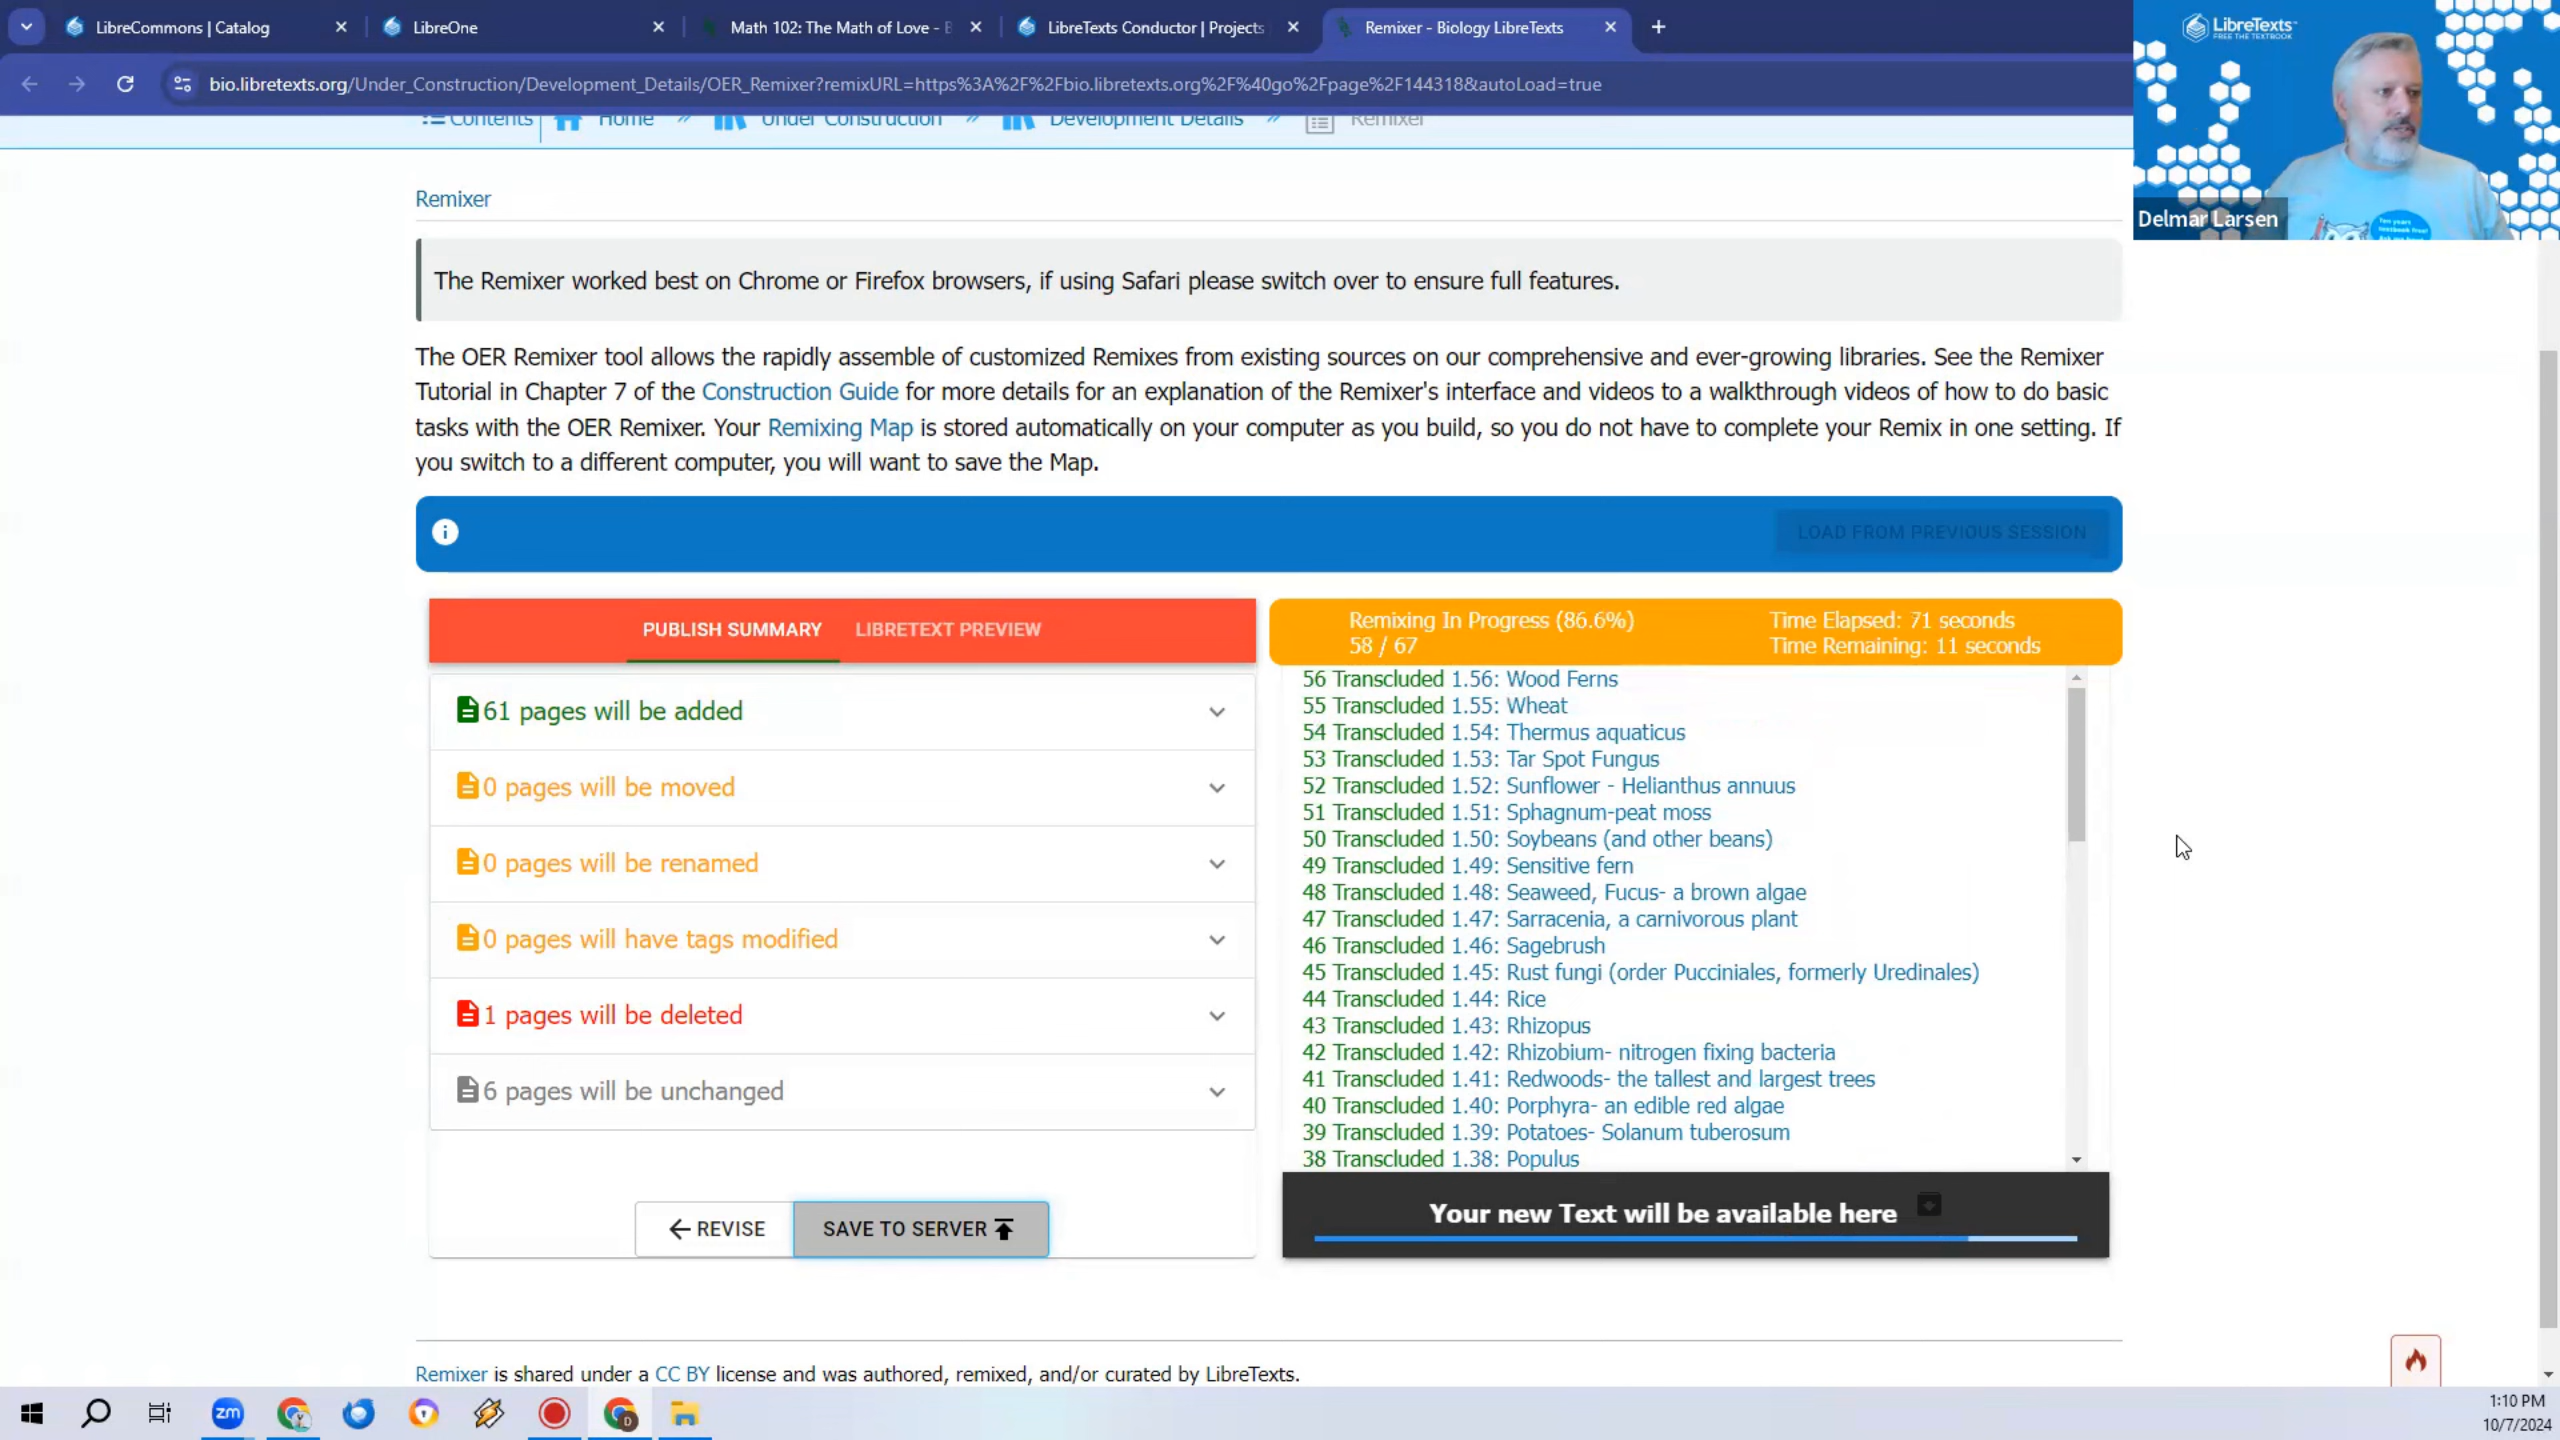 LibreCommons | Catalog
LibreOne
Math 102: The Math of Love -
LibreTexts Conductor | Projects
Remixer - Biology LibreTexts
bio.libretexts.org/Under_Construction/Development_Details/OER_Remixer?remixURL=https%3A%2F%2Fbio.libretexts.org%2F%40go%2Fpage%2F144318&autoLoad=true
LibreTexts
FREE THE TEXTBOOK
Ten years
textbook free!
Delmar Larsen
Contents Home Under Construction Development Details Remixer
Remixer
The Remixer worked best on Chrome or Firefox browsers, if using Safari please switch over to ensure full features.
The OER Remixer tool allows the rapidly assemble of customized Remixes from existing sources on our comprehensive and ever-growing libraries. See the Remixer
Tutorial in Chapter 7 of the Construction Guide for more details for an explanation of the Remixer's interface and videos to a walkthrough videos of how to do basic
tasks with the OER Remixer. Your Remixing Map is stored automatically on your computer as you build, so you do not have to complete your Remix in one setting. If
you switch to a different computer, you will want to save the Map.
LOAD FROM PREVIOUS SESSION
PUBLISH SUMMARY LIBRETEXT PREVIEW
61 pages will be added
0 pages will be moved
0 pages will be renamed
0 pages will have tags modified
1 pages will be deleted
6 pages will be unchanged
REVISE
SAVE TO SERVER
Remixing In Progress (86.6%)
58 / 67
Time Elapsed: 71 seconds
Time Remaining: 11 seconds
56 Transcluded 1.56: Wood Ferns
55 Transcluded 1.55: Wheat
54 Transcluded 1.54: Thermus aquaticus
53 Transcluded 1.53: Tar Spot Fungus
52 Transcluded 1.52: Sunflower - Helianthus annuus
51 Transcluded 1.51: Sphagnum-peat moss
50 Transcluded 1.50: Soybeans (and other beans)
49 Transcluded 1.49: Sensitive fern
48 Transcluded 1.48: Seaweed, Fucus- a brown algae
47 Transcluded 1.47: Sarracenia, a carnivorous plant
46 Transcluded 1.46: Sagebrush
45 Transcluded 1.45: Rust fungi (order Pucciniales, formerly Uredinales)
44 Transcluded 1.44: Rice
43 Transcluded 1.43: Rhizopus
42 Transcluded 1.42: Rhizobium- nitrogen fixing bacteria
41 Transcluded 1.41: Redwoods- the tallest and largest trees
40 Transcluded 1.40: Porphyra- an edible red algae
39 Transcluded 1.39: Potatoes- Solanum tuberosum
38 Transcluded 1.38: Populus
Your new Text will be available here
Remixer is shared under a CC BY license and was authored, remixed, and/or curated by LibreTexts.
zm
D
1:10 PM
10/7/2024